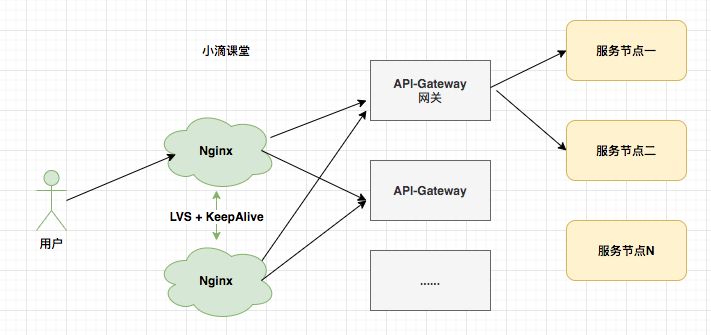 小滴课堂
用户
Nginx
LVS + KeepAlive
Nginx
API-Gateway
网关
API-Gateway
......
服务节点一
服务节点二
服务节点N